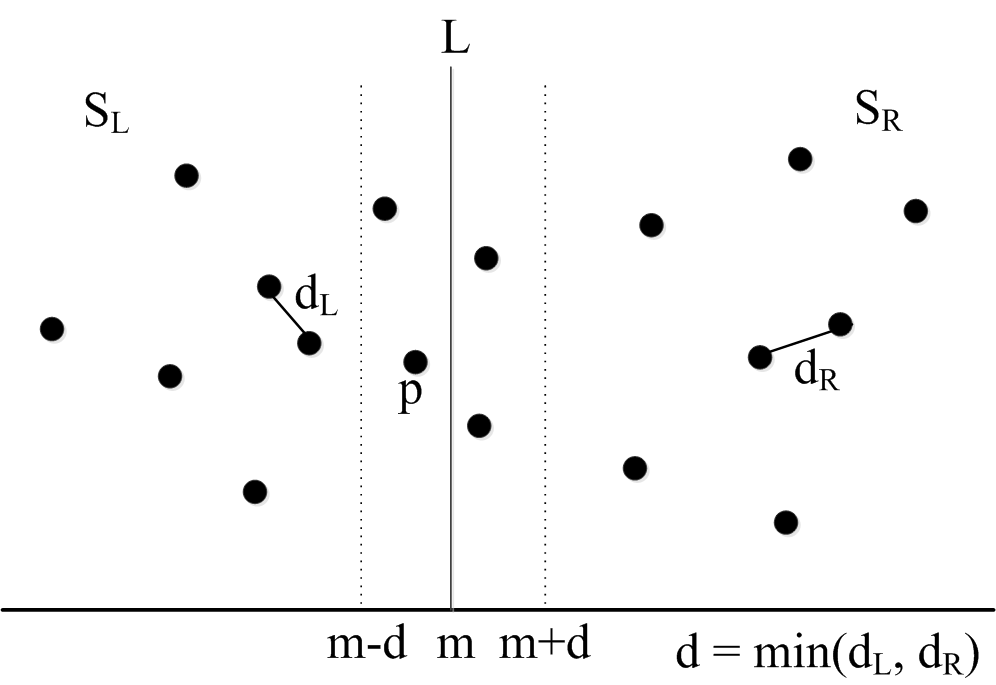 L
S_L
S_R
d_L
d_R
p
m-d m m+d d = min(d_L, d_R)